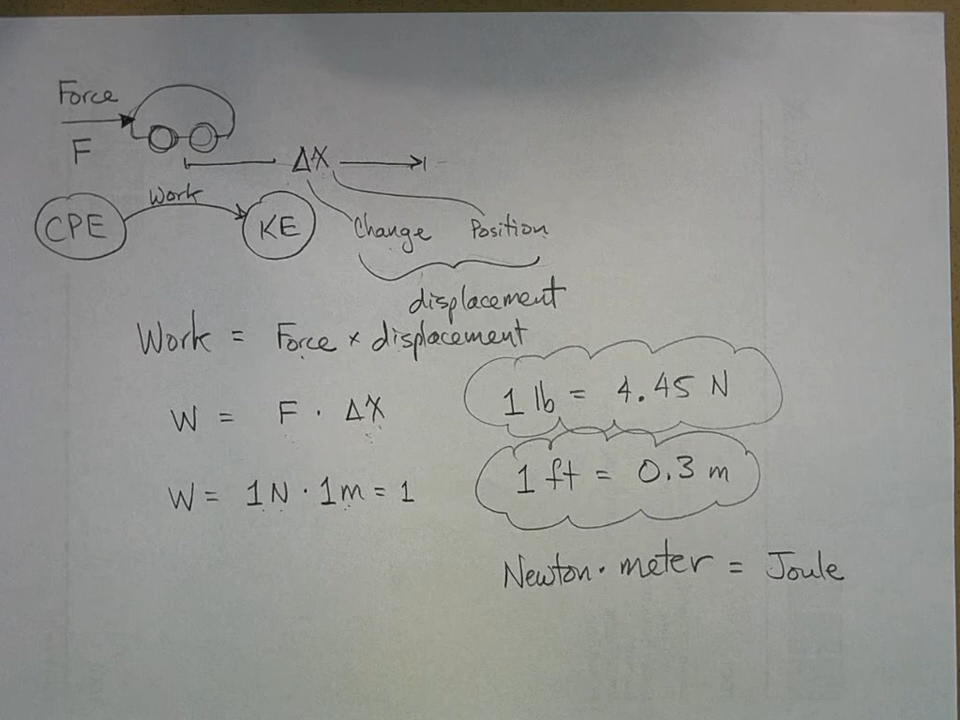 Force
F
ΔX
CPE Work KE
Change Position
displacement
Work = Force × displacement
W = F · ΔX
1 lb = 4.45 N
W = 1N · 1m = 1
1 ft = 0.3 m
Newton · meter = Joule